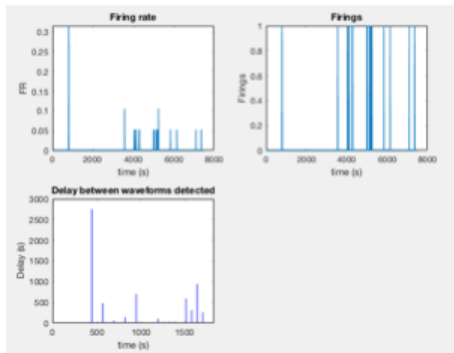 Firing rate
Firings
FR
0.3
0.25
0.2
0.15
0.1
0.05
0
0 2000 4000 6000 8000
time (s)
Firings
1
0.8
0.6
0.4
0.2
0
0 2000 4000 6000 8000
time (s)
Delay between waveforms detected
Delay (s)
3000
2500
2000
1500
1000
500
0
0 500 1000 1500
time (s)